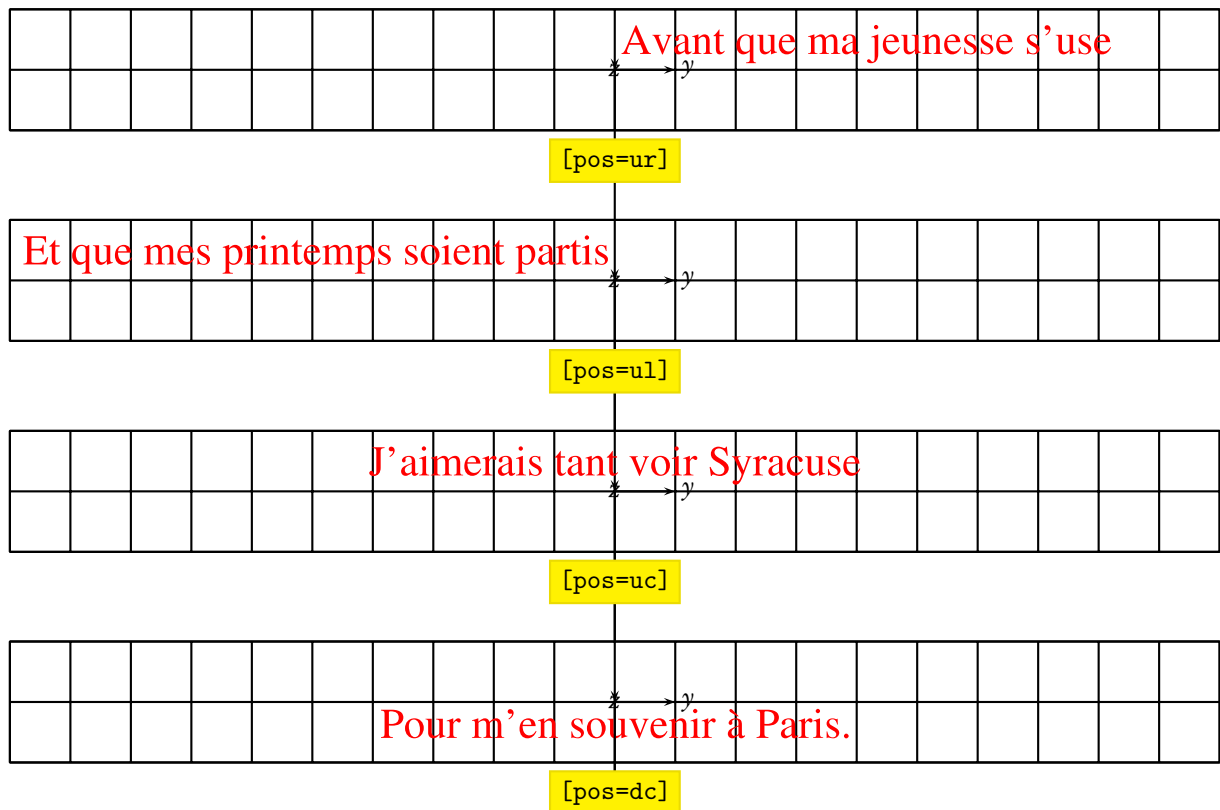 Avant que ma jeunesse s'use
z y
[pos=ur]
Et que mes printemps soient partis
z y
[pos=ul]
J'aimerais tant voir Syracuse
z y
[pos=uc]
z y
Pour m'en souvenir à Paris.
[pos=dc]